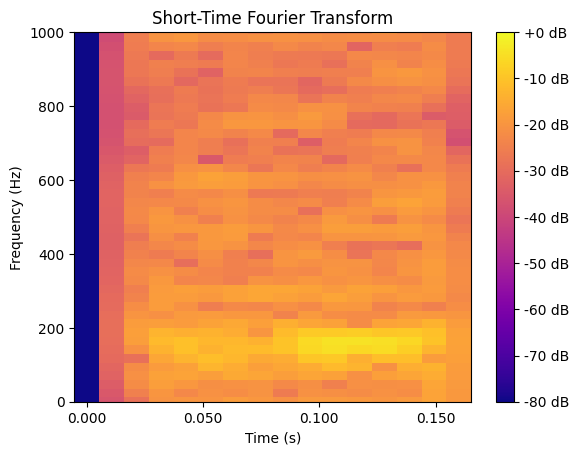 Short-Time Fourier Transform
1000
800
600
400
200
0
Frequency (Hz)
0.000
0.050
0.100
0.150
Time (s)
+0 dB
-10 dB
-20 dB
-30 dB
-40 dB
-50 dB
-60 dB
-70 dB
-80 dB